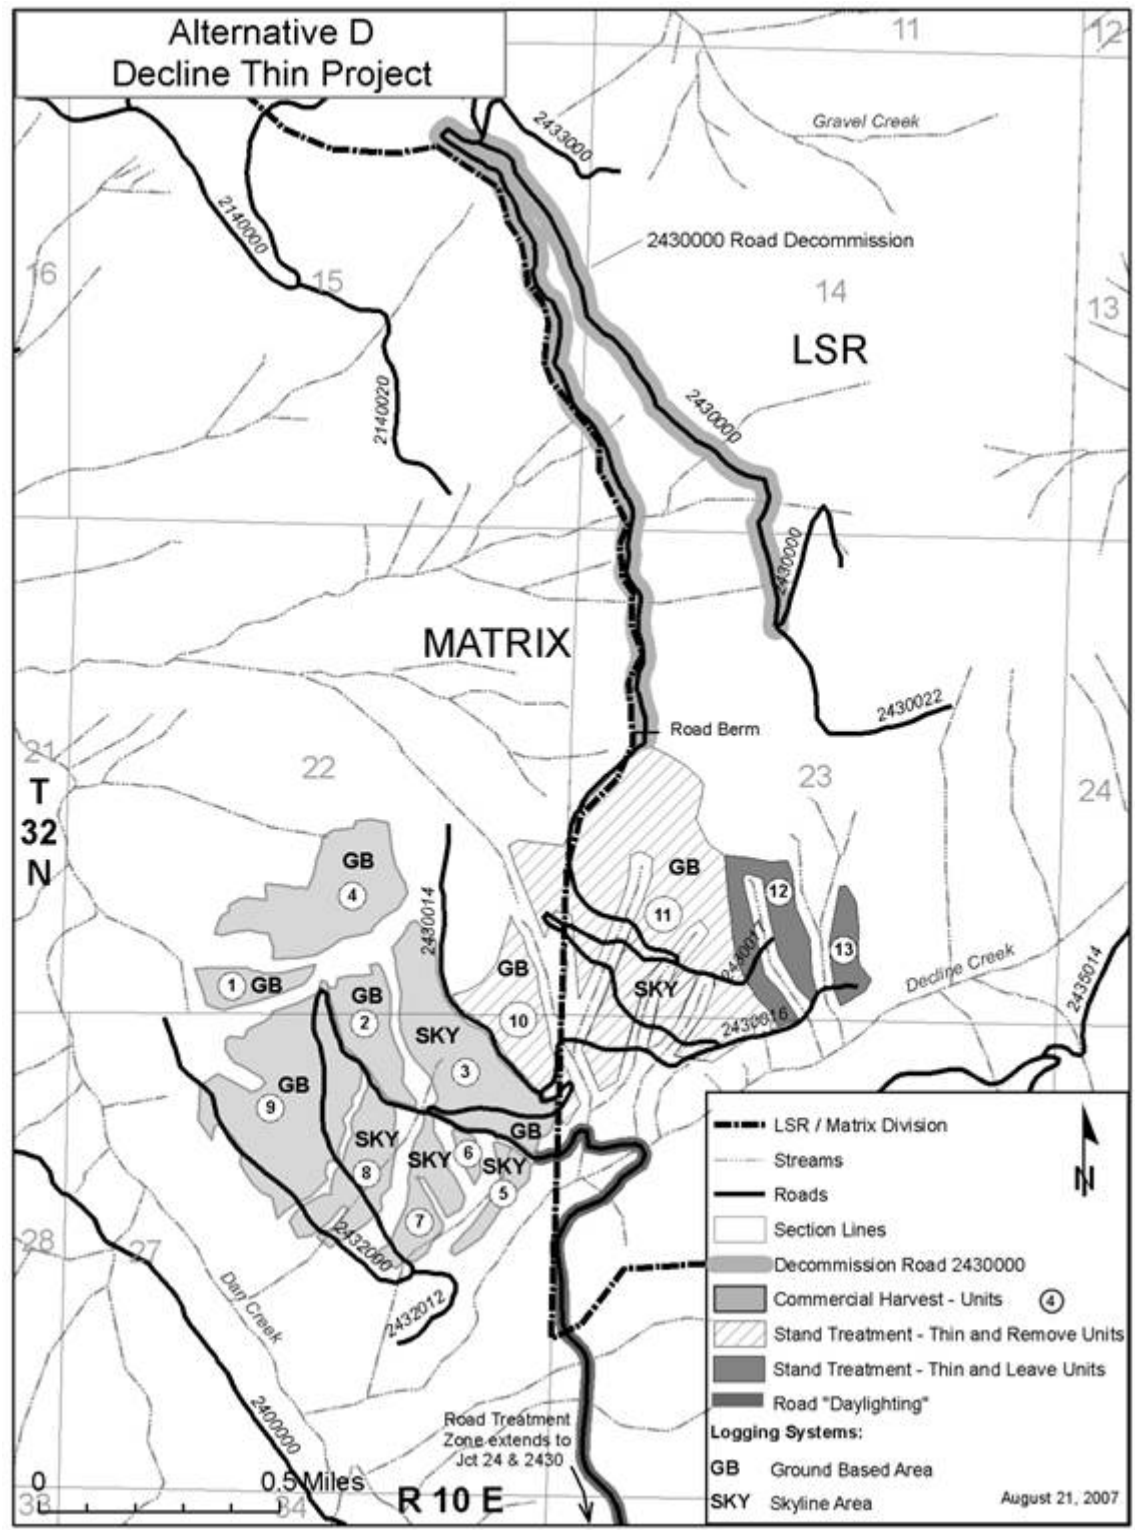 Alternative D
Decline Thin Project
11
12
Gravel Creek
2433000
2140000
2430000 Road Decommission
16
15
14
13
LSR
2140020
2430000
2430000
MATRIX
2430022
Road Berm
21
22
23
24
T
32
N
GB
4
GB
12
11
2430014
2430017
13
Decline Creek
2435014
1
GB
GB
2
GB
10
SKY
2430016
SKY
3
GB
9
GB
SKY
8
SKY
6
SKY
5
7
2432000
2432012
28
27
Dan Creek
2400000
Road Treatment
Zone extends to
Jct 24 & 2430
0
0.5 Miles
33
34
R 10 E
LSR / Matrix Division
Streams
Roads
Section Lines
Decommission Road 2430000
Commercial Harvest - Units
4
Stand Treatment - Thin and Remove Units
Stand Treatment - Thin and Leave Units
Road "Daylighting"
Logging Systems:
GB Ground Based Area
SKY Skyline Area
N
August 21, 2007